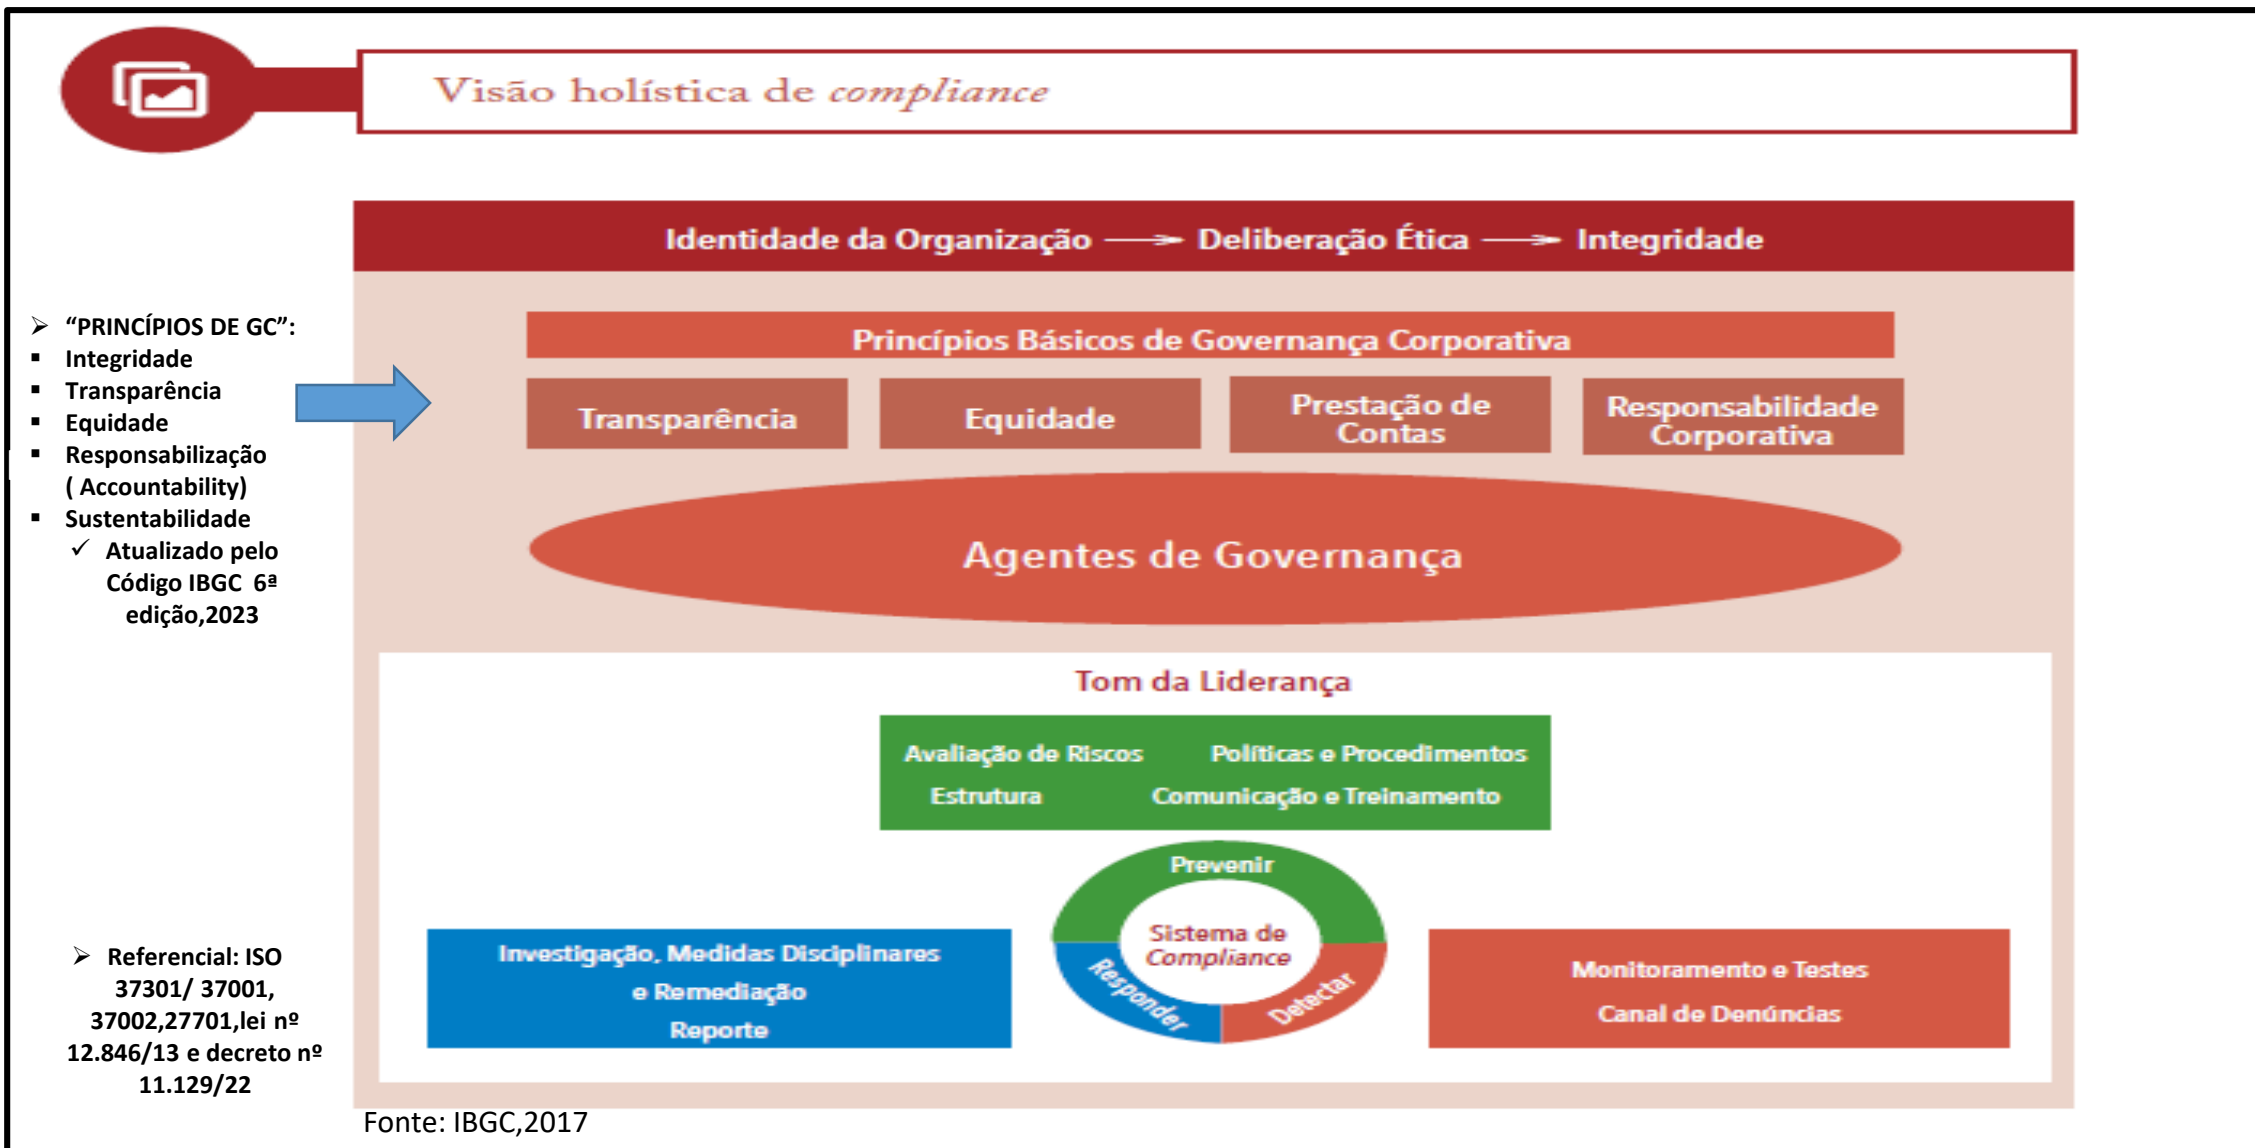 Visão holística de compliance
Identidade da Organização → Deliberação Ética → Integridade
➢ “PRINCÍPIOS DE GC”:
▪ Integridade
▪ Transparência
▪ Equidade
▪ Responsabilização
( Accountability)
▪ Sustentabilidade
✓ Atualizado pelo
Código IBGC 6ª
edição,2023
Princípios Básicos de Governança Corporativa
Transparência
Equidade
Prestação de
Contas
Responsabilidade
Corporativa
Agentes de Governança
Tom da Liderança
Avaliação de Riscos Políticas e Procedimentos
Estrutura Comunicação e Treinamento
Prevenir
Sistema de
Compliance
Responder
Detectar
Investigação, Medidas Disciplinares
e Remediação
Reporte
Monitoramento e Testes
Canal de Denúncias
➢ Referencial: ISO
37301/ 37001,
37002,27701,lei nº
12.846/13 e decreto nº
11.129/22
Fonte: IBGC,2017